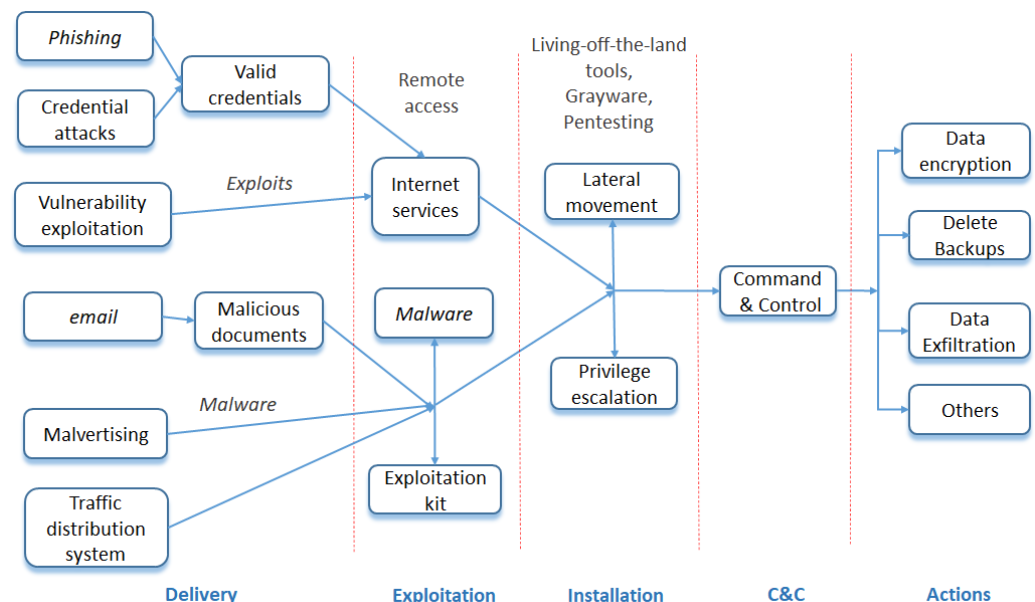 Phishing
Credential
attacks
Valid
credentials
Vulnerability
exploitation
Exploits
email
Malicious
documents
Malware
Malvertising
Traffic
distribution
system
Delivery
Remote
access
Internet
services
Malware
Exploitation
kit
Exploitation
Living-off-the-land
tools,
Grayware,
Pentesting
Lateral
movement
Privilege
escalation
Installation
Command
& Control
C&C
Data
encryption
Delete
Backups
Data
Exfiltration
Others
Actions